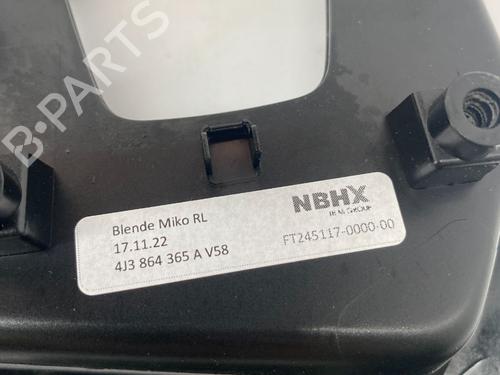 B-PARTS
Blende Miko RL
17.11.22
4J3 864 365 A V58
NBHX
FT245117-0000-00